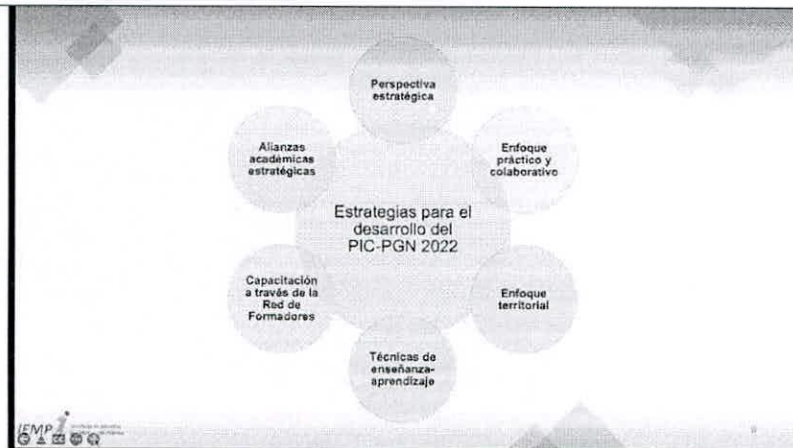 Perspectiva
estratégica
Alianzas
académicas
estratégicas
Enfoque
práctico y
colaborativo
Estrategias para el
desarrollo del
PIC-PGN 2022
Capacitación
a través de la
Red de
Formadores
Enfoque
territorial
Técnicas de
enseñanza-
aprendizaje
IEMP